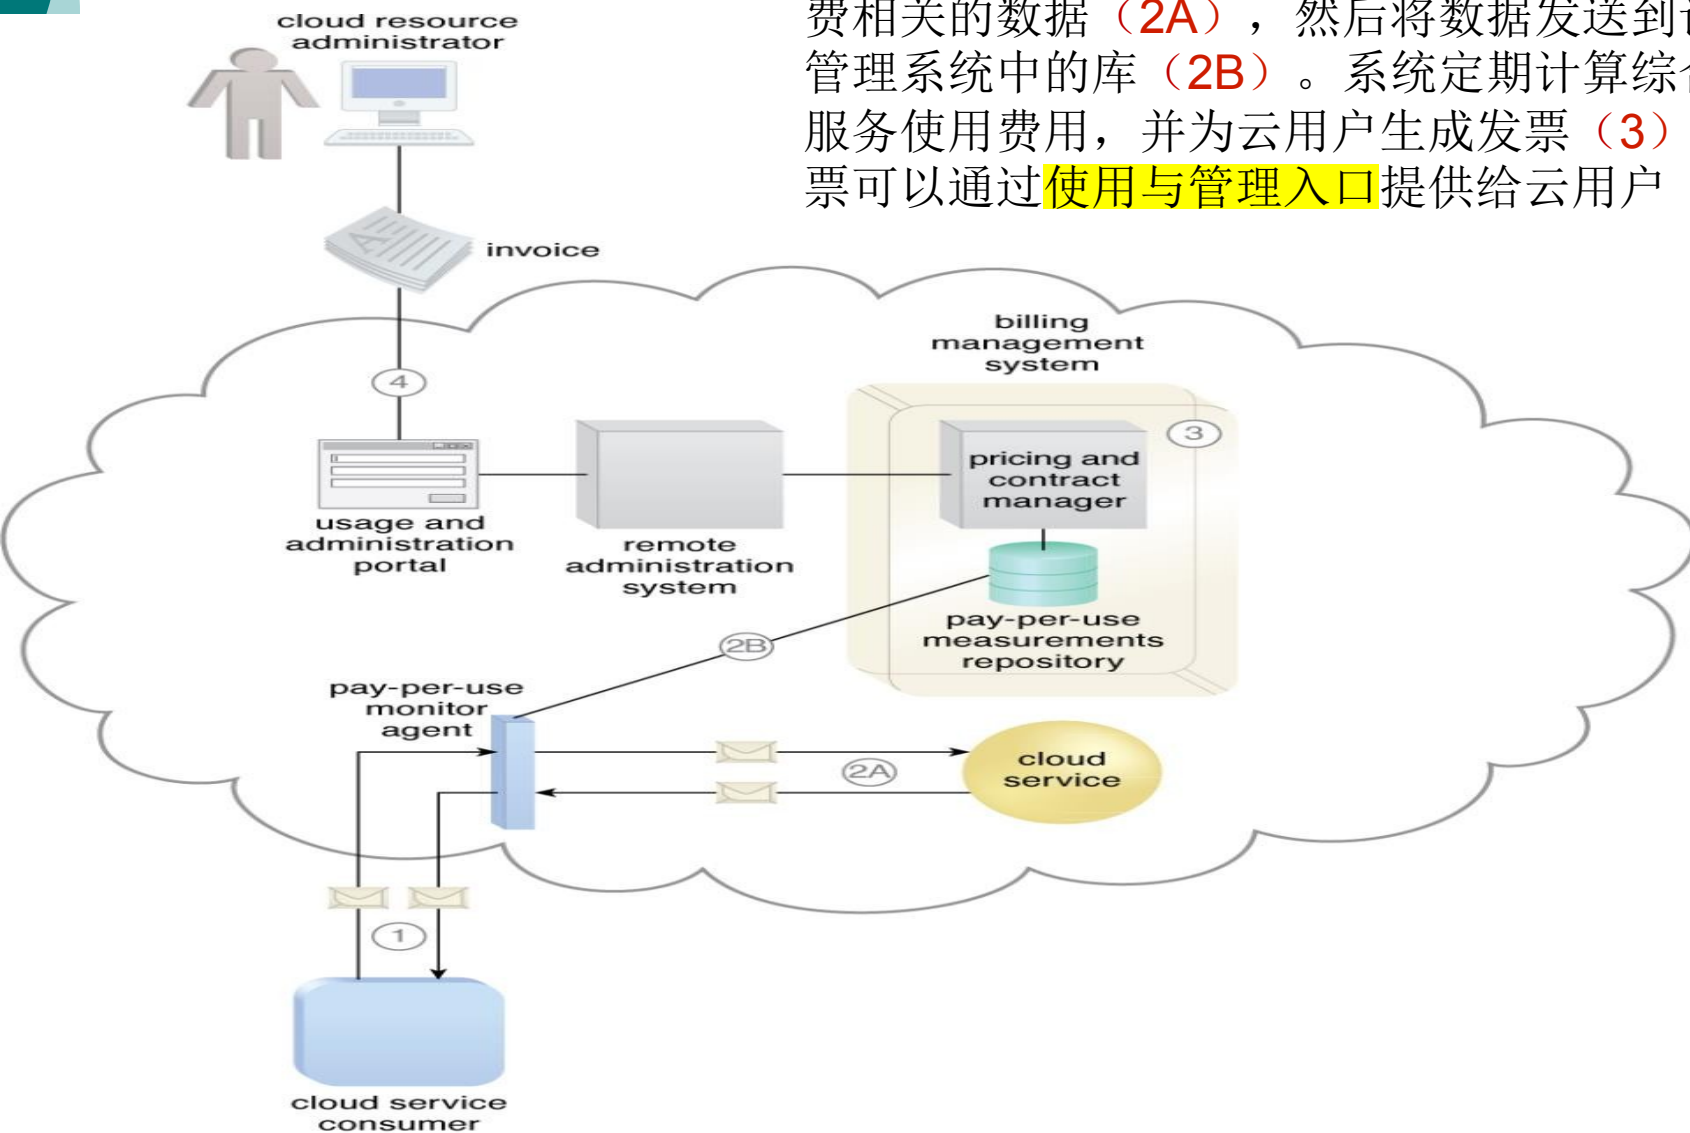 cloud resource
administrator
费相关的数据（2A），然后将数据发送到
管理系统中的库（2B）。系统定期计算综
服务使用费用，并为云用户生成发票（3）
票可以通过使用与管理入口提供给云用户
invoice
billing
management
system
4
3
pricing and
contract
manager
usage and
administration
portal
remote
administration
system
pay-per-use
measurements
repository
2B
pay-per-use
monitor
agent
cloud
service
2A
1
cloud service
consumer